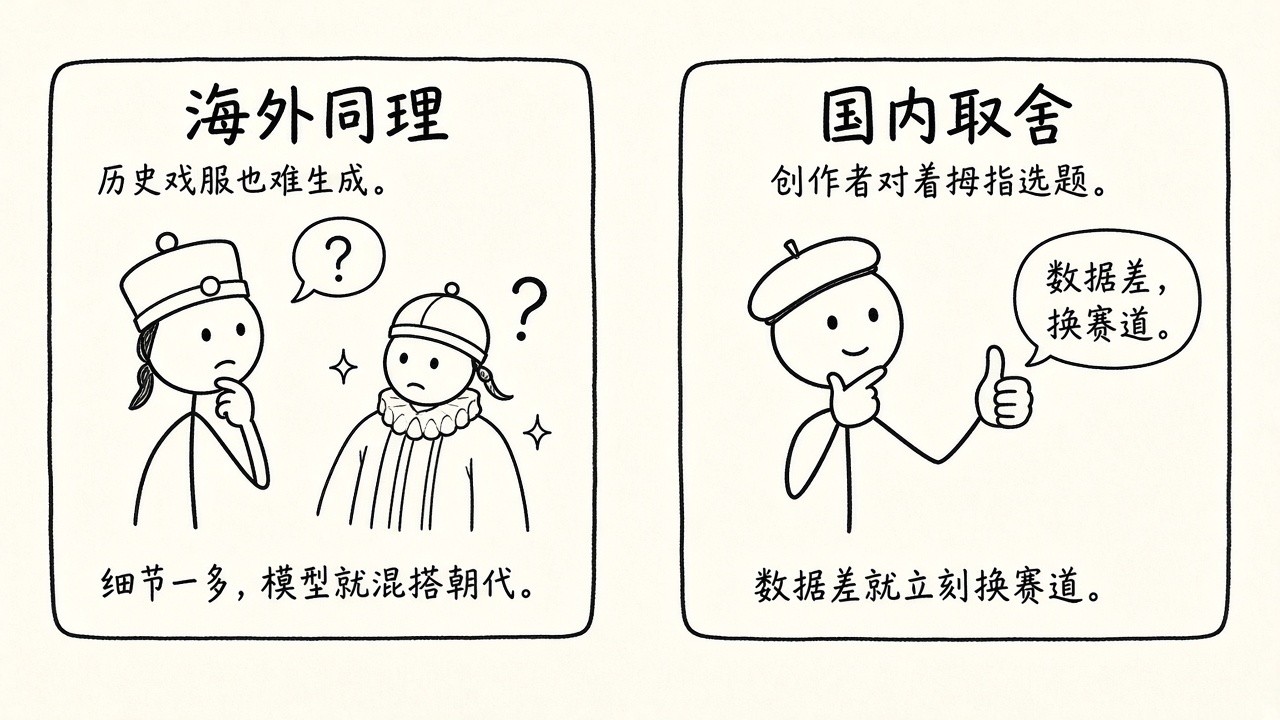 海外同理
历史戏服也难生成。
?
?
细节一多，模型就混搭朝代。
国内取舍
创作者对着拇指选题。
数据差，
换赛道。
数据差就立刻换赛道。